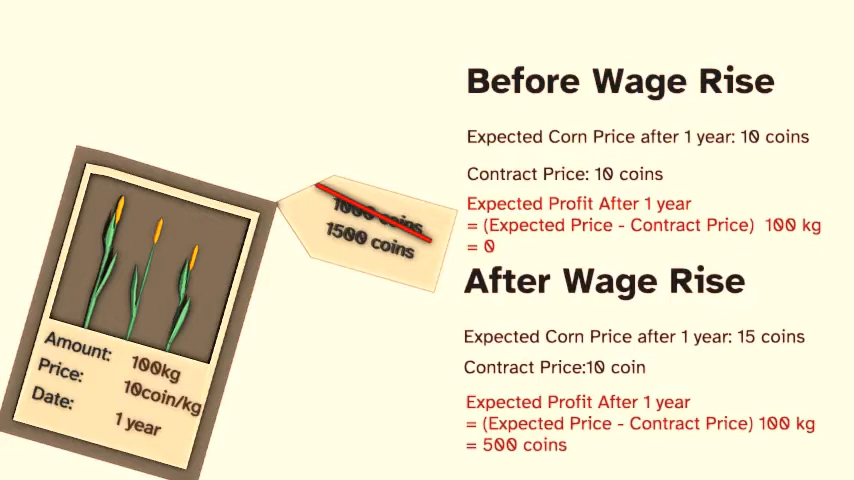 Before Wage Rise
Expected Corn Price after 1 year: 10 coins
Contract Price: 10 coins
Expected Profit After 1 year
= (Expected Price - Contract Price) 100 kg
= 0
After Wage Rise
Expected Corn Price after 1 year: 15 coins
Contract Price:10 coin
Expected Profit After 1 year
= (Expected Price - Contract Price) 100 kg
= 500 coins
1000 coins
1500 coins
Amount: 100kg
Price: 10coin/kg
Date: 1 year